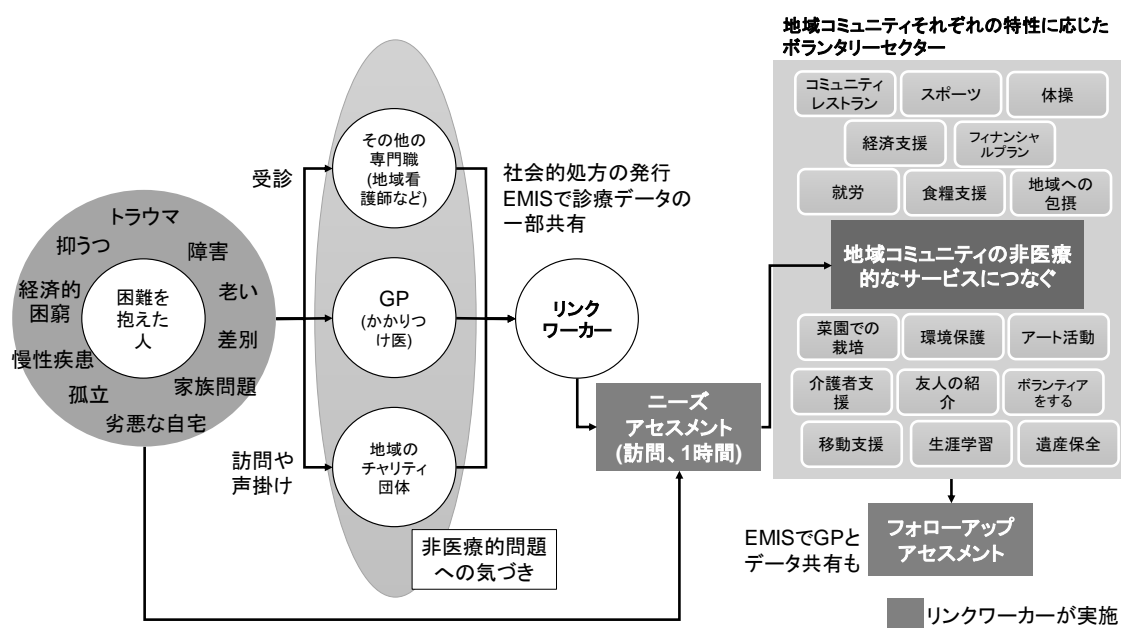 地域コミュニティそれぞれの特性に応じた
ボランタリーセクター
コミュニティ
レストラン
スポーツ
体操
経済支援
フィナンシャ
ルプラン
就労
食糧支援
地域への
包摂
地域コミュニティの非医療
的なサービスにつなぐ
菜園での
栽培
環境保護
アート活動
介護者支
援
友人の紹
介
ボランティア
をする
移動支援
生涯学習
遺産保全
その他の
専門職
(地域看
護師など)
受診
社会的処方の発行
EMISで診療データの
一部共有
トラウマ
抑うつ
障害
経済的
困窮
老い
困難を
抱えた
人
差別
慢性疾患
孤立
家族問題
劣悪な自宅
GP
(かかりつ
け医)
リンク
ワーカー
ニーズ
アセスメント
(訪問、1時間)
訪問や
声掛け
地域の
チャリティ
団体
非医療的問題
への気づき
EMISでGPと
データ共有も
フォローアップ
アセスメント
リンクワーカーが実施